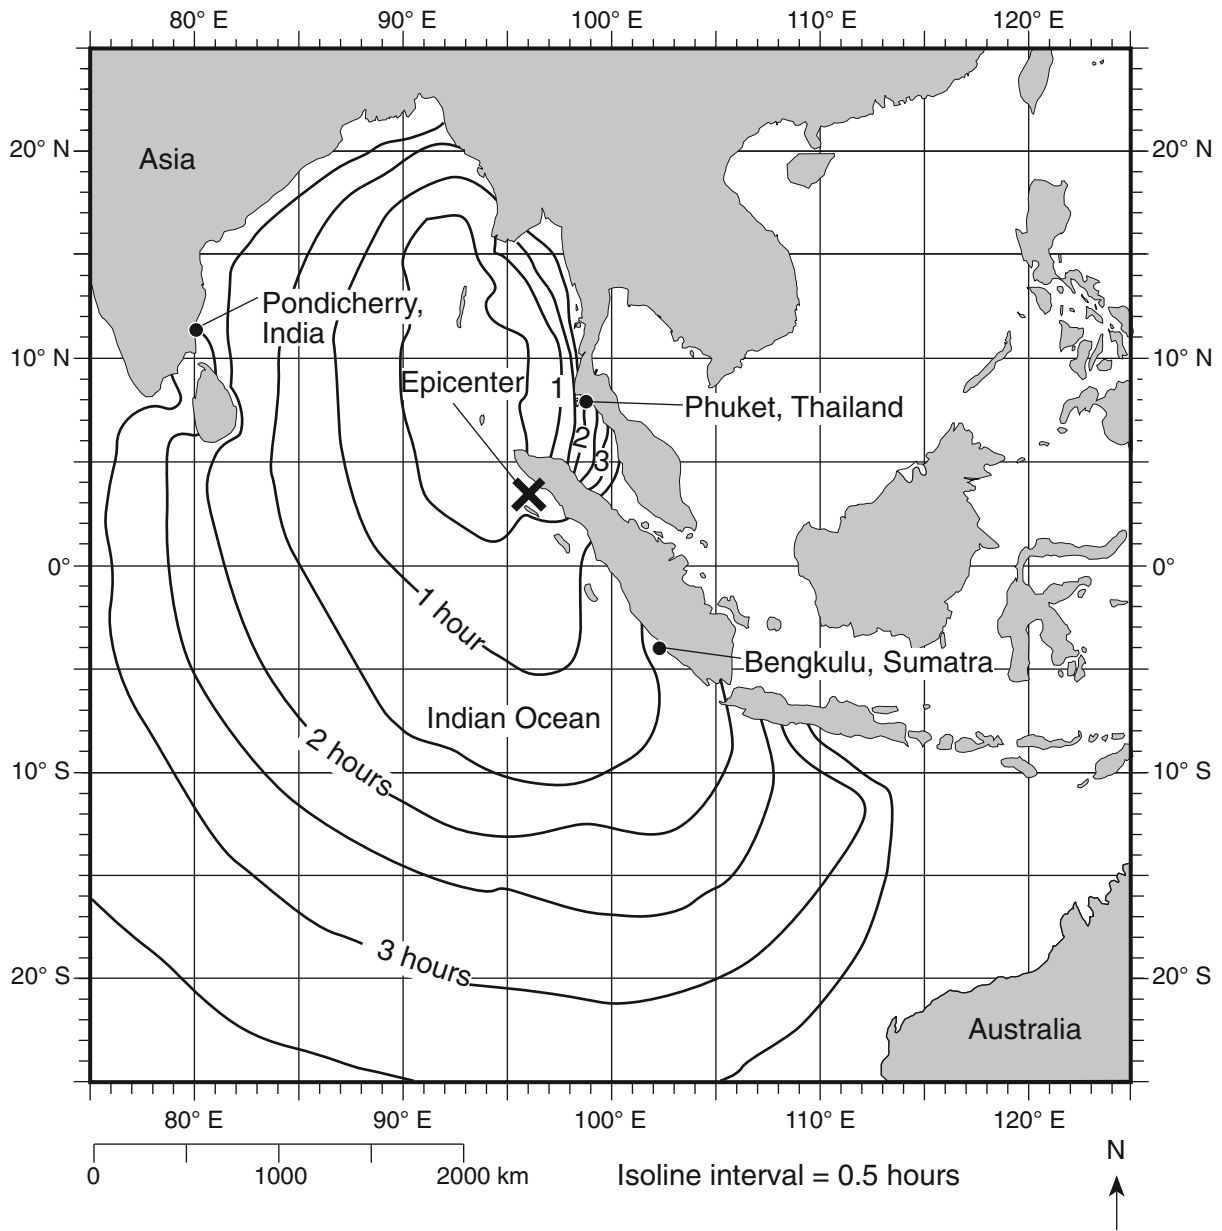 80° E 90° E 100° E 110° E 120° E
20° N 20° N
Asia
Pondicherry,
India
10° N 10° N
Epicenter 1
Phuket, Thailand
2
3
0° 0°
1 hour
Bengkulu, Sumatra
Indian Ocean
2 hours
10° S 10° S
3 hours
20° S 20° S
Australia
80° E 90° E 100° E 110° E 120° E
N
0 1000 2000 km
Isoline interval = 0.5 hours